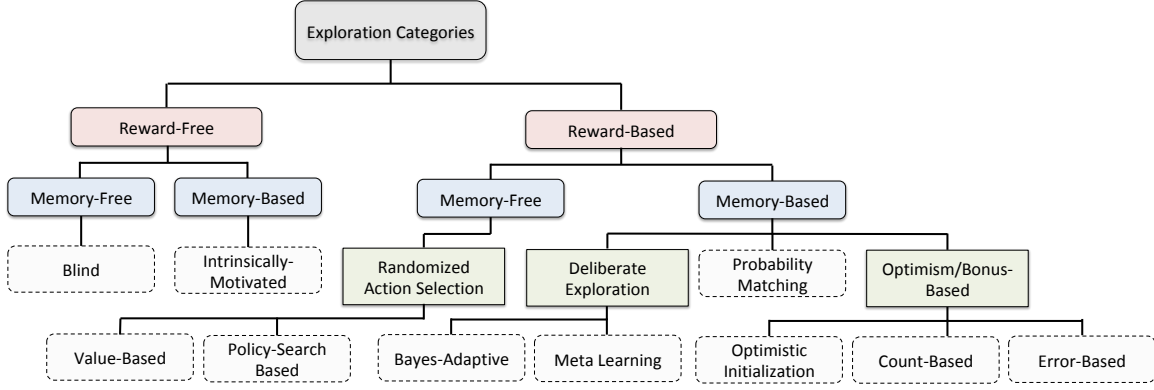 Exploration Categories
Reward-Free
Reward-Based
Memory-Free
Memory-Based
Memory-Free
Memory-Based
Blind
Intrinsically-
Motivated
Randomized
Action Selection
Deliberate
Exploration
Probability
Matching
Optimism/Bonus-
Based
Value-Based
Policy-Search
Based
Bayes-Adaptive
Meta Learning
Optimistic
Initialization
Count-Based
Error-Based